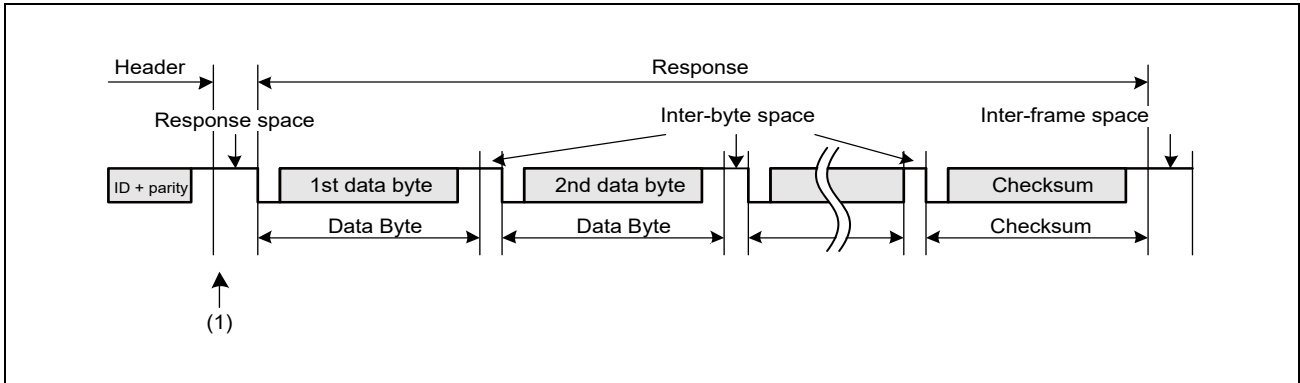 Header
Response
Response space
Inter-byte space
Inter-frame space
ID + parity
1st data byte
2nd data byte
Checksum
Data Byte
Data Byte
Checksum
(1)